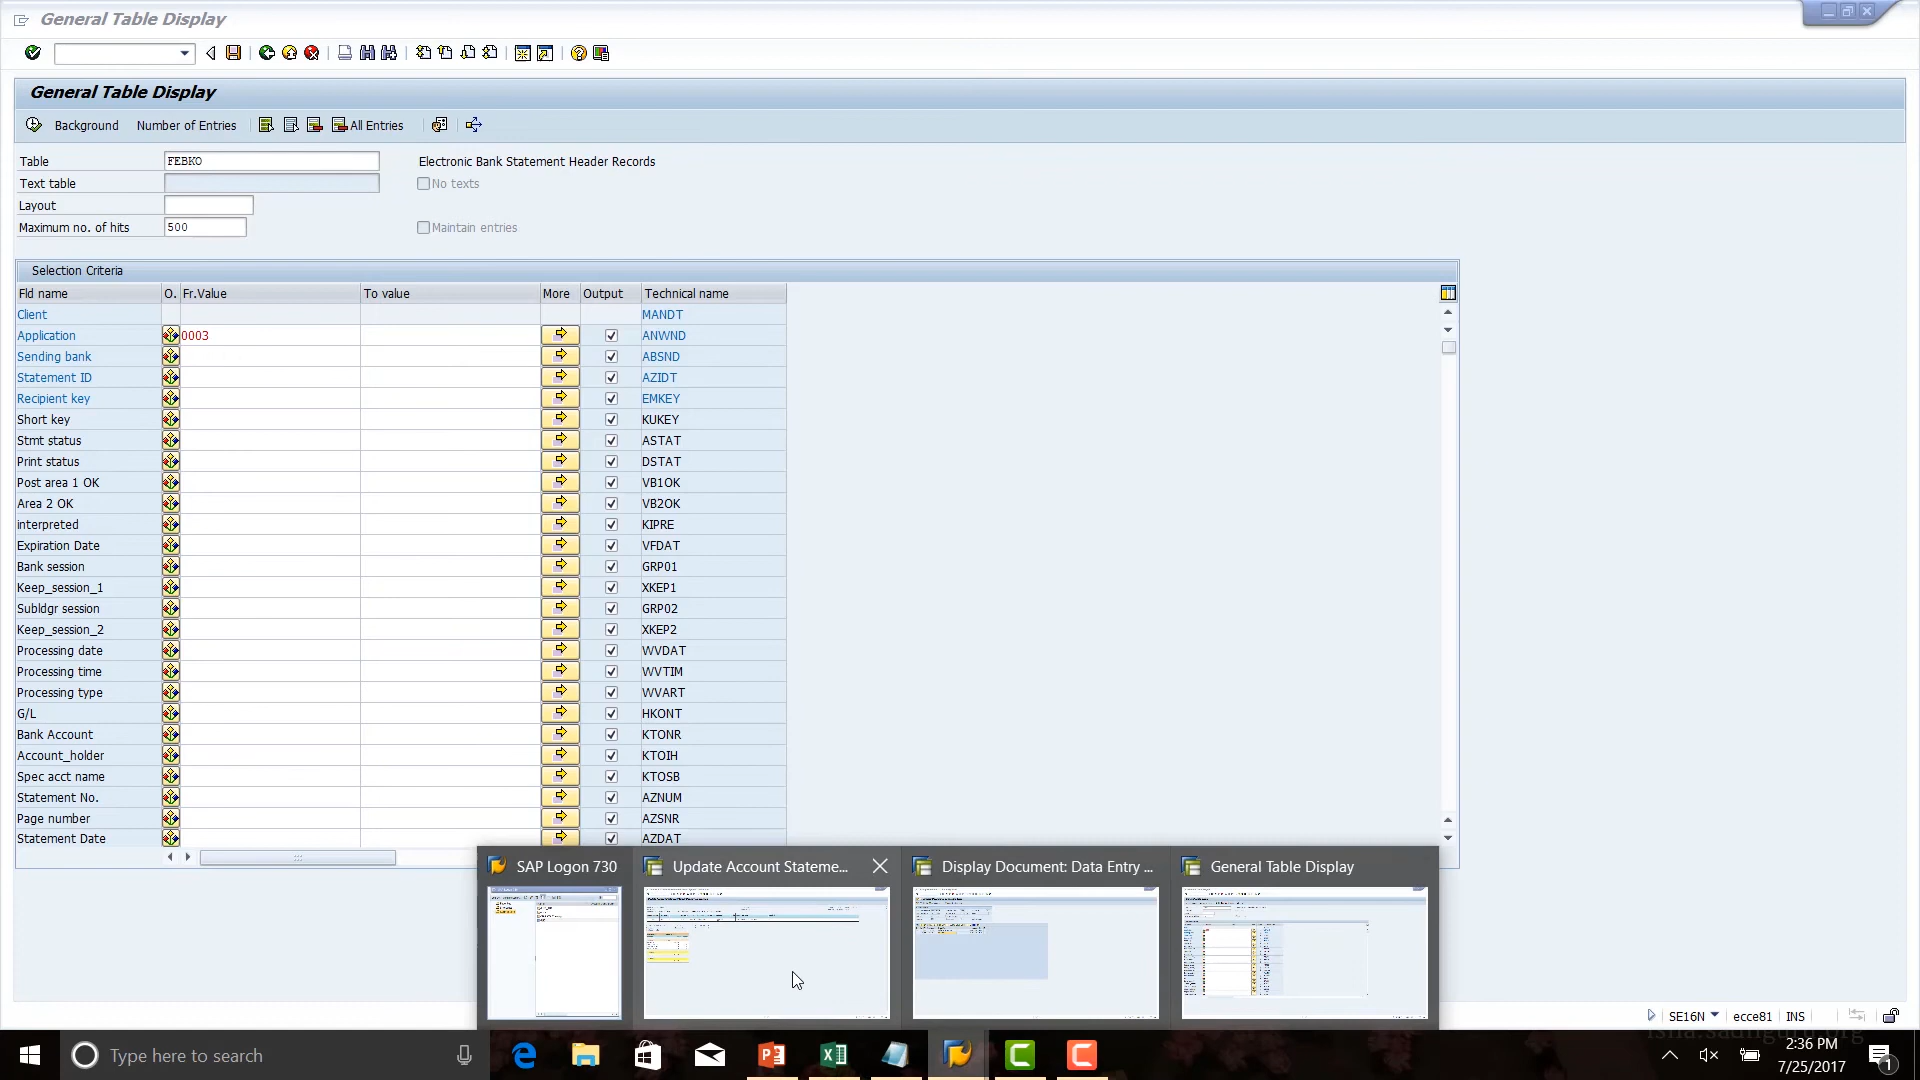 General Table Display
General Table Display
Background Number of Entries All Entries
Table FEBKO Electronic Bank Statement Header Records
Text table No texts
Layout
Maximum no. of hits 500 Maintain entries
Selection Criteria
Fld name O. Fr.Value To value More Output Technical name
Client MANDT
Application 0003 ANWND
Sending bank ABSND
Statement ID AZIDT
Recipient key EMKEY
Short key KUKEY
Stmt status ASTAT
Print status DSTAT
Post area 1 OK VB1OK
Area 2 OK VB2OK
interpreted KIPRE
Expiration Date VFDAT
Bank session GRP01
Keep_session_1 XKEP1
Subldgr session GRP02
Keep_session_2 XKEP2
Processing date WVDAT
Processing time WVTIM
Processing type WVART
G/L HKONT
Bank Account KTONR
Account_holder KTOIH
Spec acct name KTOSB
Statement No. AZNUM
Page number AZSNR
Statement Date AZDAT
SAP Logon 730 Update Account Stateme... Display Document: Data Entry ... General Table Display
SE16N ecce81 INS
isha.sadhguru.org
Type here to search
2:36 PM
7/25/2017
1